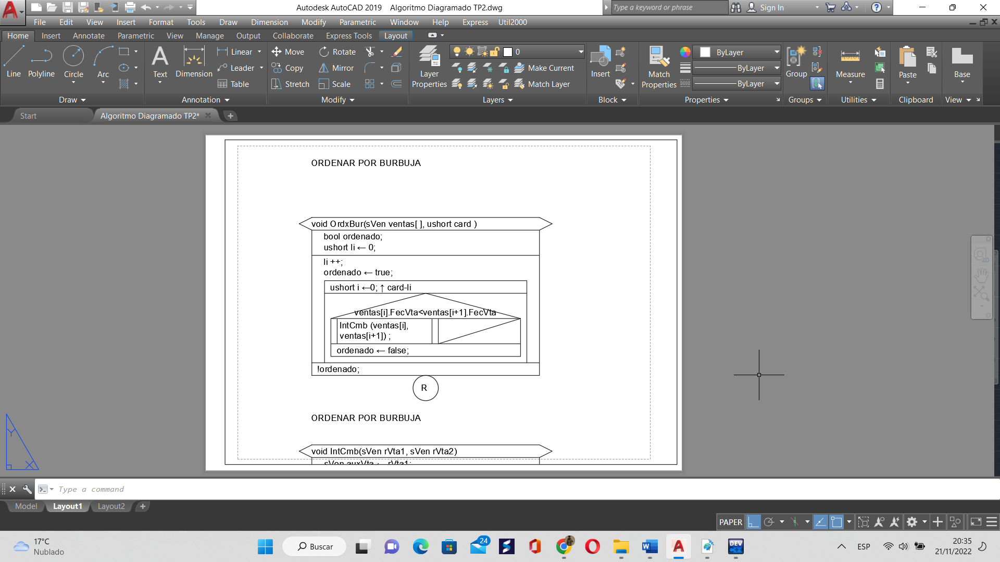 Autodesk AutoCAD 2019 Algoritmo Diagramado TP2.dwg
Type a keyword or phrase
Sign In
File Edit View Insert Format Tools Draw Dimension Modify Parametric Window Help Express Util2000
Home Insert Annotate Parametric View Manage Output Collaborate Express Tools Layout
Line Polyline Circle Arc
Draw
Text Dimension
Linear
Leader
Table
Annotation
Move Rotate
Copy Mirror
Stretch Scale
Modify
Layer
Properties
0
Make Current
Match Layer
Layers
Insert
Block
Match
Properties
ByLayer
ByLayer
ByLayer
Properties
Group
Groups
Measure
Utilities
Paste
Clipboard
Base
View
Start
Algoritmo Diagramado TP2*
ORDENAR POR BURBUJA
void OrdxBur(sVen ventas[ ], ushort card )
bool ordenado;
ushort li ← 0;
li ++;
ordenado ← true;
ushort i ←0; ↑ card-li
ventas[i].FecVta<ventas[i+1].FecVta
IntCmb (ventas[i],
ventas[i+1]) ;
ordenado ← false;
!ordenado;
R
ORDENAR POR BURBUJA
void IntCmb(sVen rVta1, sVen rVta2)
sVen auxVta ← rVta1;
Y
X
2D
Type a command
Model Layout1 Layout2
PAPER
17°C
Nublado
Buscar
24
DEV
C++
ESP
20:35
21/11/2022